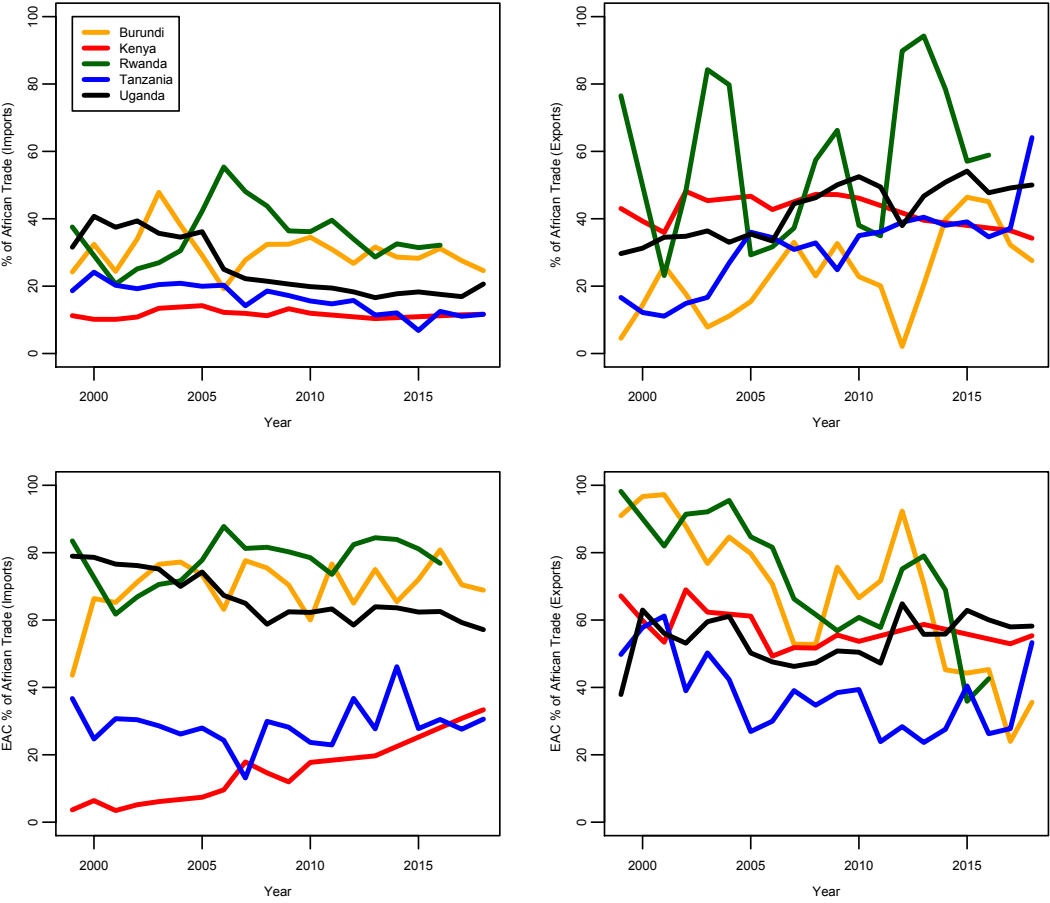 % of African Trade (Imports)
100
80
60
40
20
0
Burundi
Kenya
Rwanda
Tanzania
Uganda
2000 2005 2010 2015
Year
% of African Trade (Exports)
100
80
60
40
20
0
2000 2005 2010 2015
Year
EAC % of African Trade (Imports)
100
80
60
40
20
0
2000 2005 2010 2015
Year
EAC % of African Trade (Exports)
100
80
60
40
20
0
2000 2005 2010 2015
Year